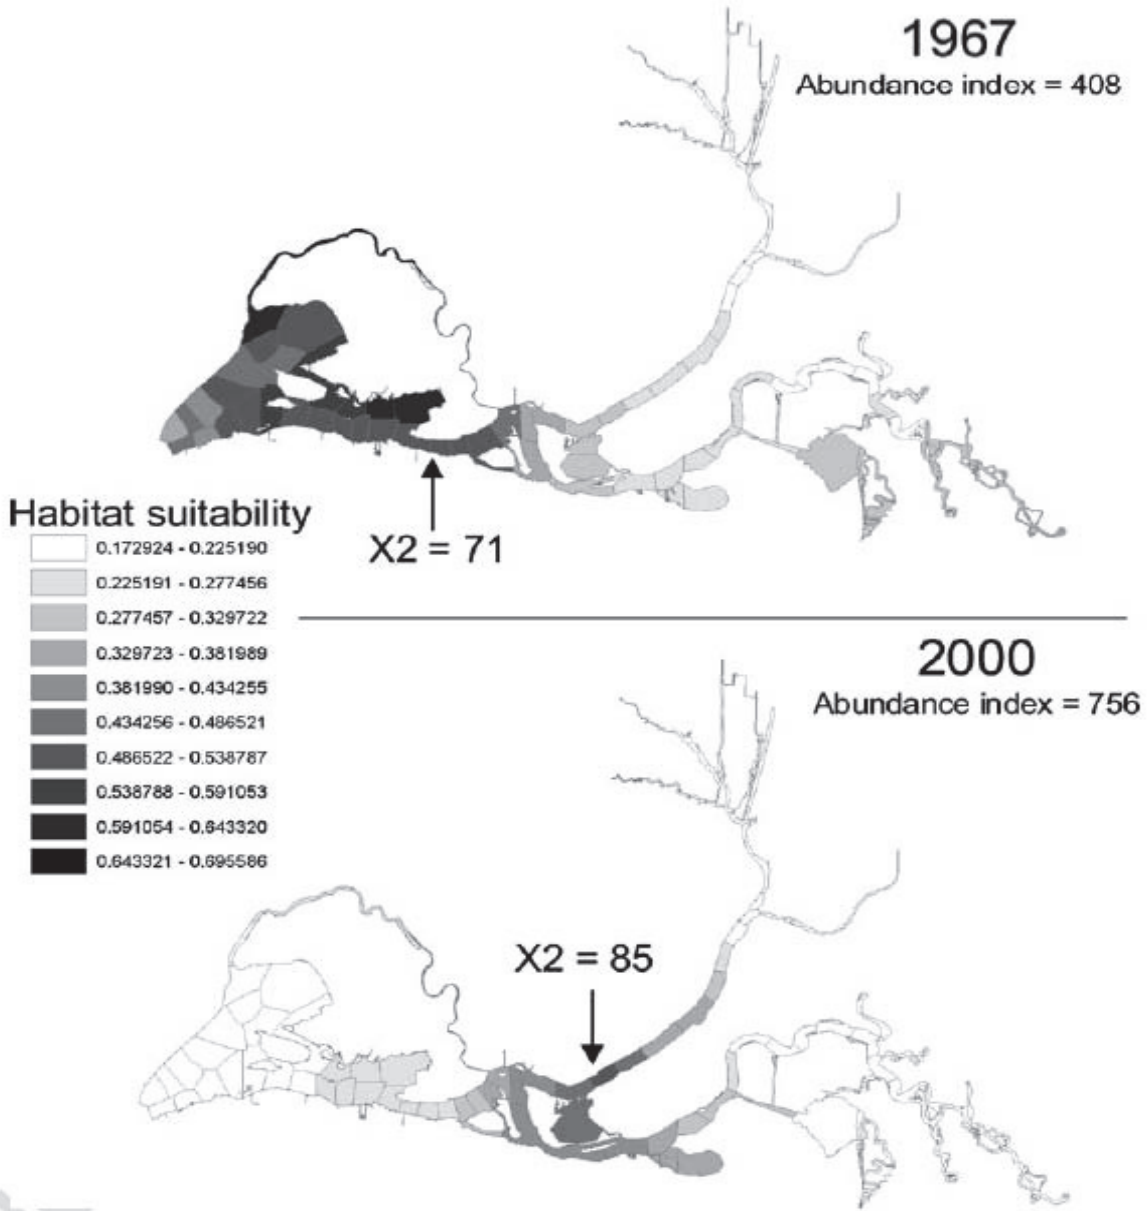 1967
Abundance index = 408
X2 = 71
Habitat suitability
0.172924 - 0.225190
0.225191 - 0.277456
0.277457 - 0.329722
0.329723 - 0.381989
0.381990 - 0.434255
0.434256 - 0.486521
0.486522 - 0.538787
0.538788 - 0.591053
0.591054 - 0.643320
0.643321 - 0.695586
2000
Abundance index = 756
X2 = 85